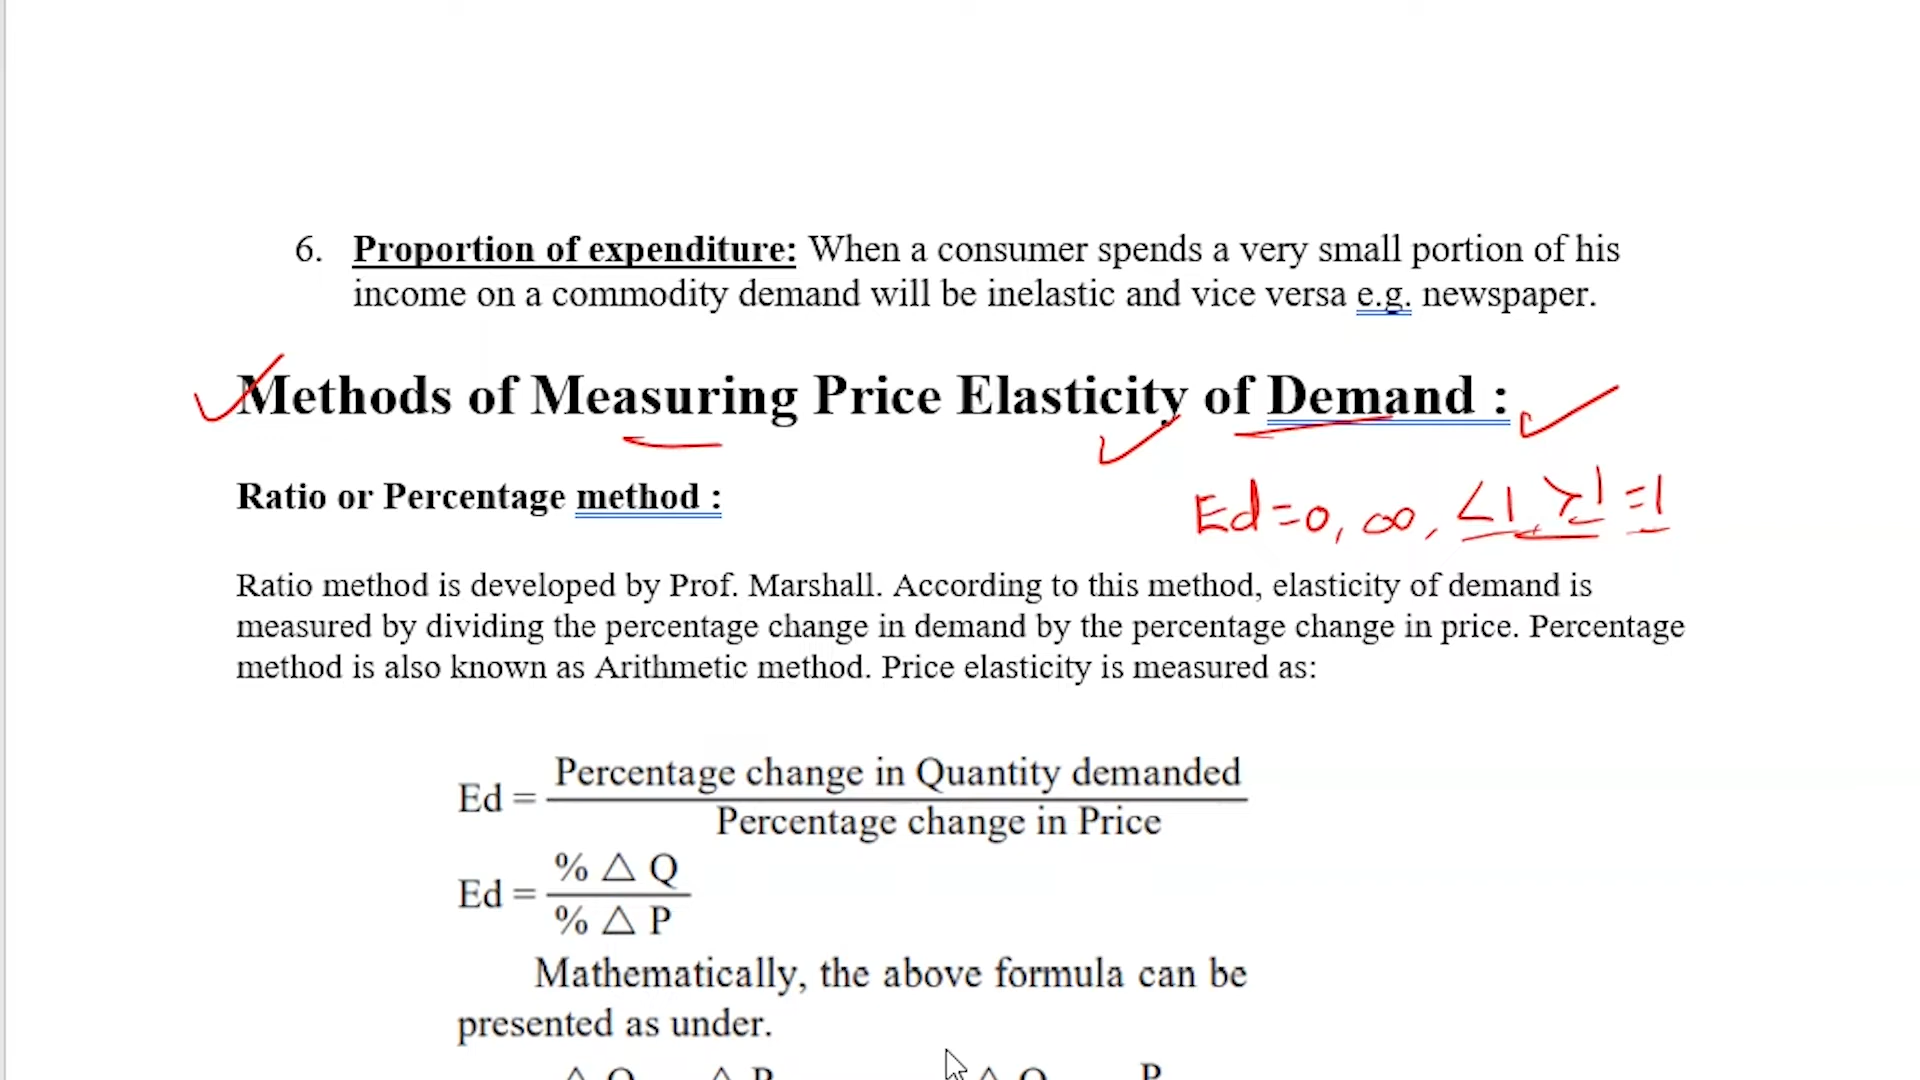 6. Proportion of expenditure: When a consumer spends a very small portion of his
income on a commodity demand will be inelastic and vice versa e.g. newspaper.
Methods of Measuring Price Elasticity of Demand :
Ratio or Percentage method :
Ed=0, ∞, <1, >1 =1
Ratio method is developed by Prof. Marshall. According to this method, elasticity of demand is
measured by dividing the percentage change in demand by the percentage change in price. Percentage
method is also known as Arithmetic method. Price elasticity is measured as:
Ed = Percentage change in Quantity demanded
Percentage change in Price
Ed = % △ Q
% △ P
Mathematically, the above formula can be
presented as under.